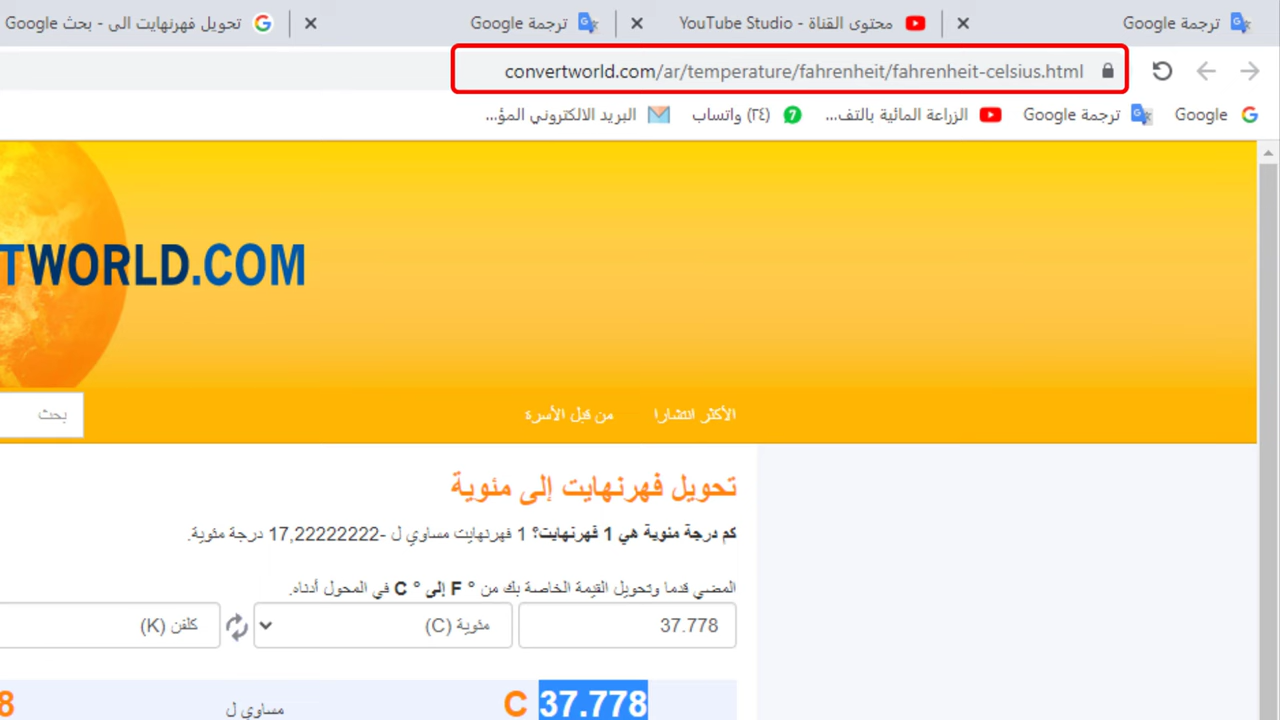 ترجمة Google
محتوى القناة - YouTube Studio
ترجمة Google
تحويل فهرنهايت الى - بحث Google
convertworld.com/ar/temperature/fahrenheit/fahrenheit-celsius.html
Google
ترجمة Google
الزراعة المائية بالتف...
7
(٢٤) واتساب
البريد الالكتروني المؤ...
TWORLD.COM
الأكثر انتشارا
من قبل الأسرة
بحث
تحويل فهرنهايت إلى مئوية
كم درجة مئوية هي 1 فهرنهايت؟ 1 فهرنهايت مساوي ل -17,22222222 درجة مئوية.
المضي قدما وتحويل القيمة الخاصة بك من ° F إلى ° C في المحول أدناه.
37.778
مئوية (C)
كلفن (K)
37.778 C
مساوي ل
8